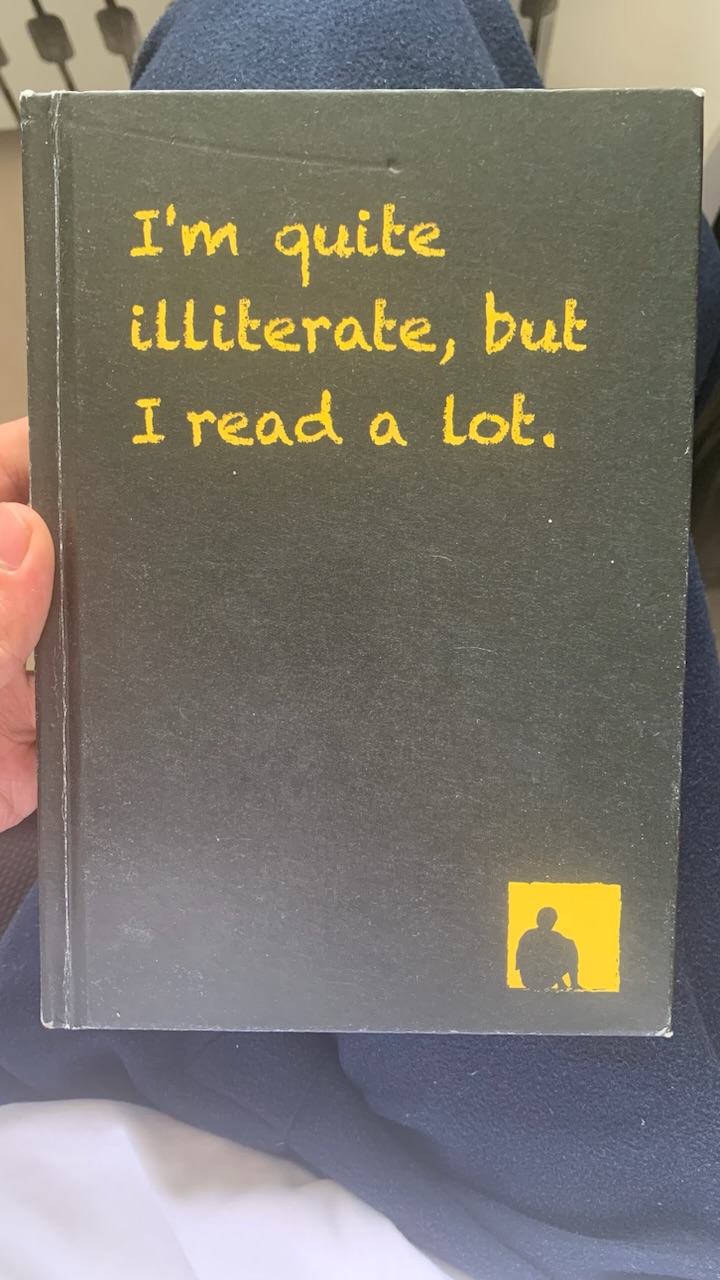 I'm quite
illiterate, but
I read a lot.